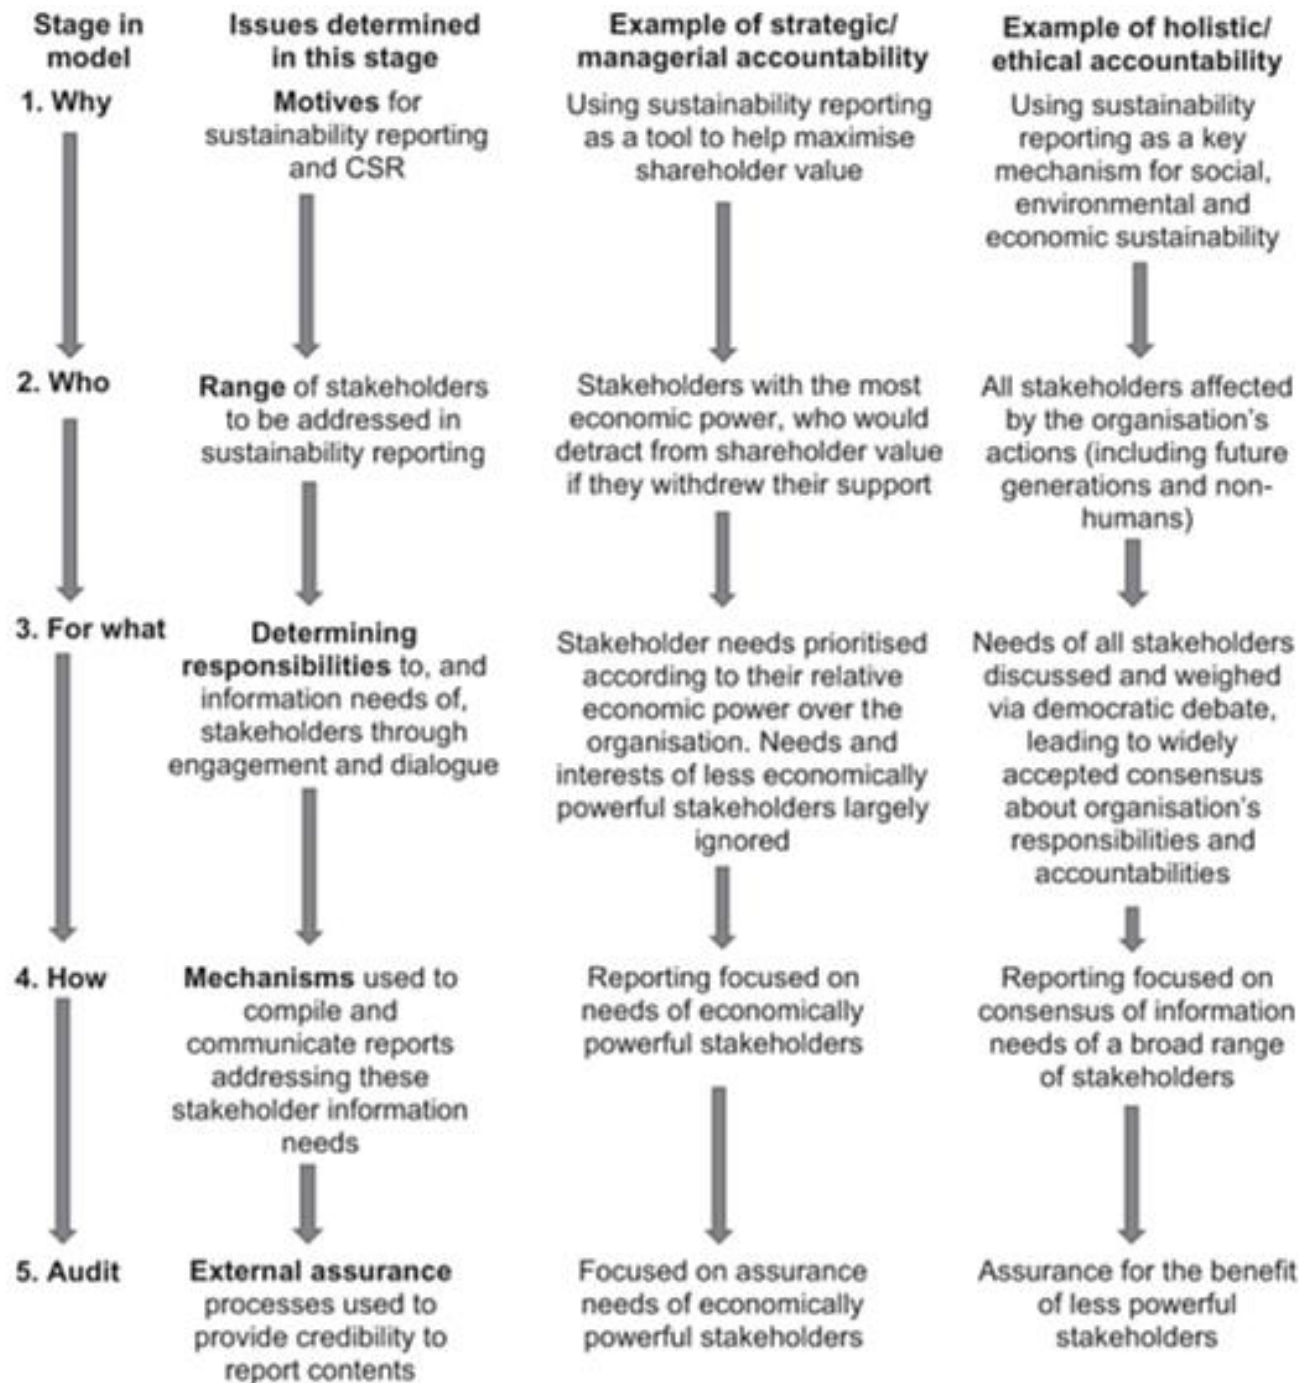 Stage in
model
Issues determined
in this stage
Example of strategic/
managerial accountability
Example of holistic/
ethical accountability
1. Why
Motives for
sustainability reporting
and CSR
Using sustainability reporting
as a tool to help maximise
shareholder value
Using sustainability
reporting as a key
mechanism for social,
environmental and
economic sustainability
2. Who
Range of stakeholders
to be addressed in
sustainability reporting
Stakeholders with the most
economic power, who would
detract from shareholder value
if they withdrew their support
All stakeholders affected
by the organisation's
actions (including future
generations and non-
humans)
3. For what
Determining
responsibilities to, and
information needs of,
stakeholders through
engagement and dialogue
Stakeholder needs prioritised
according to their relative
economic power over the
organisation. Needs and
interests of less economically
powerful stakeholders largely
ignored
Needs of all stakeholders
discussed and weighed
via democratic debate,
leading to widely
accepted consensus
about organisation's
responsibilities and
accountabilities
4. How
Mechanisms used to
compile and
communicate reports
addressing these
stakeholder information
needs
Reporting focused on
needs of economically
powerful stakeholders
Reporting focused on
consensus of information
needs of a broad range
of stakeholders
5. Audit
External assurance
processes used to
provide credibility to
report contents
Focused on assurance
needs of economically
powerful stakeholders
Assurance for the benefit
of less powerful
stakeholders